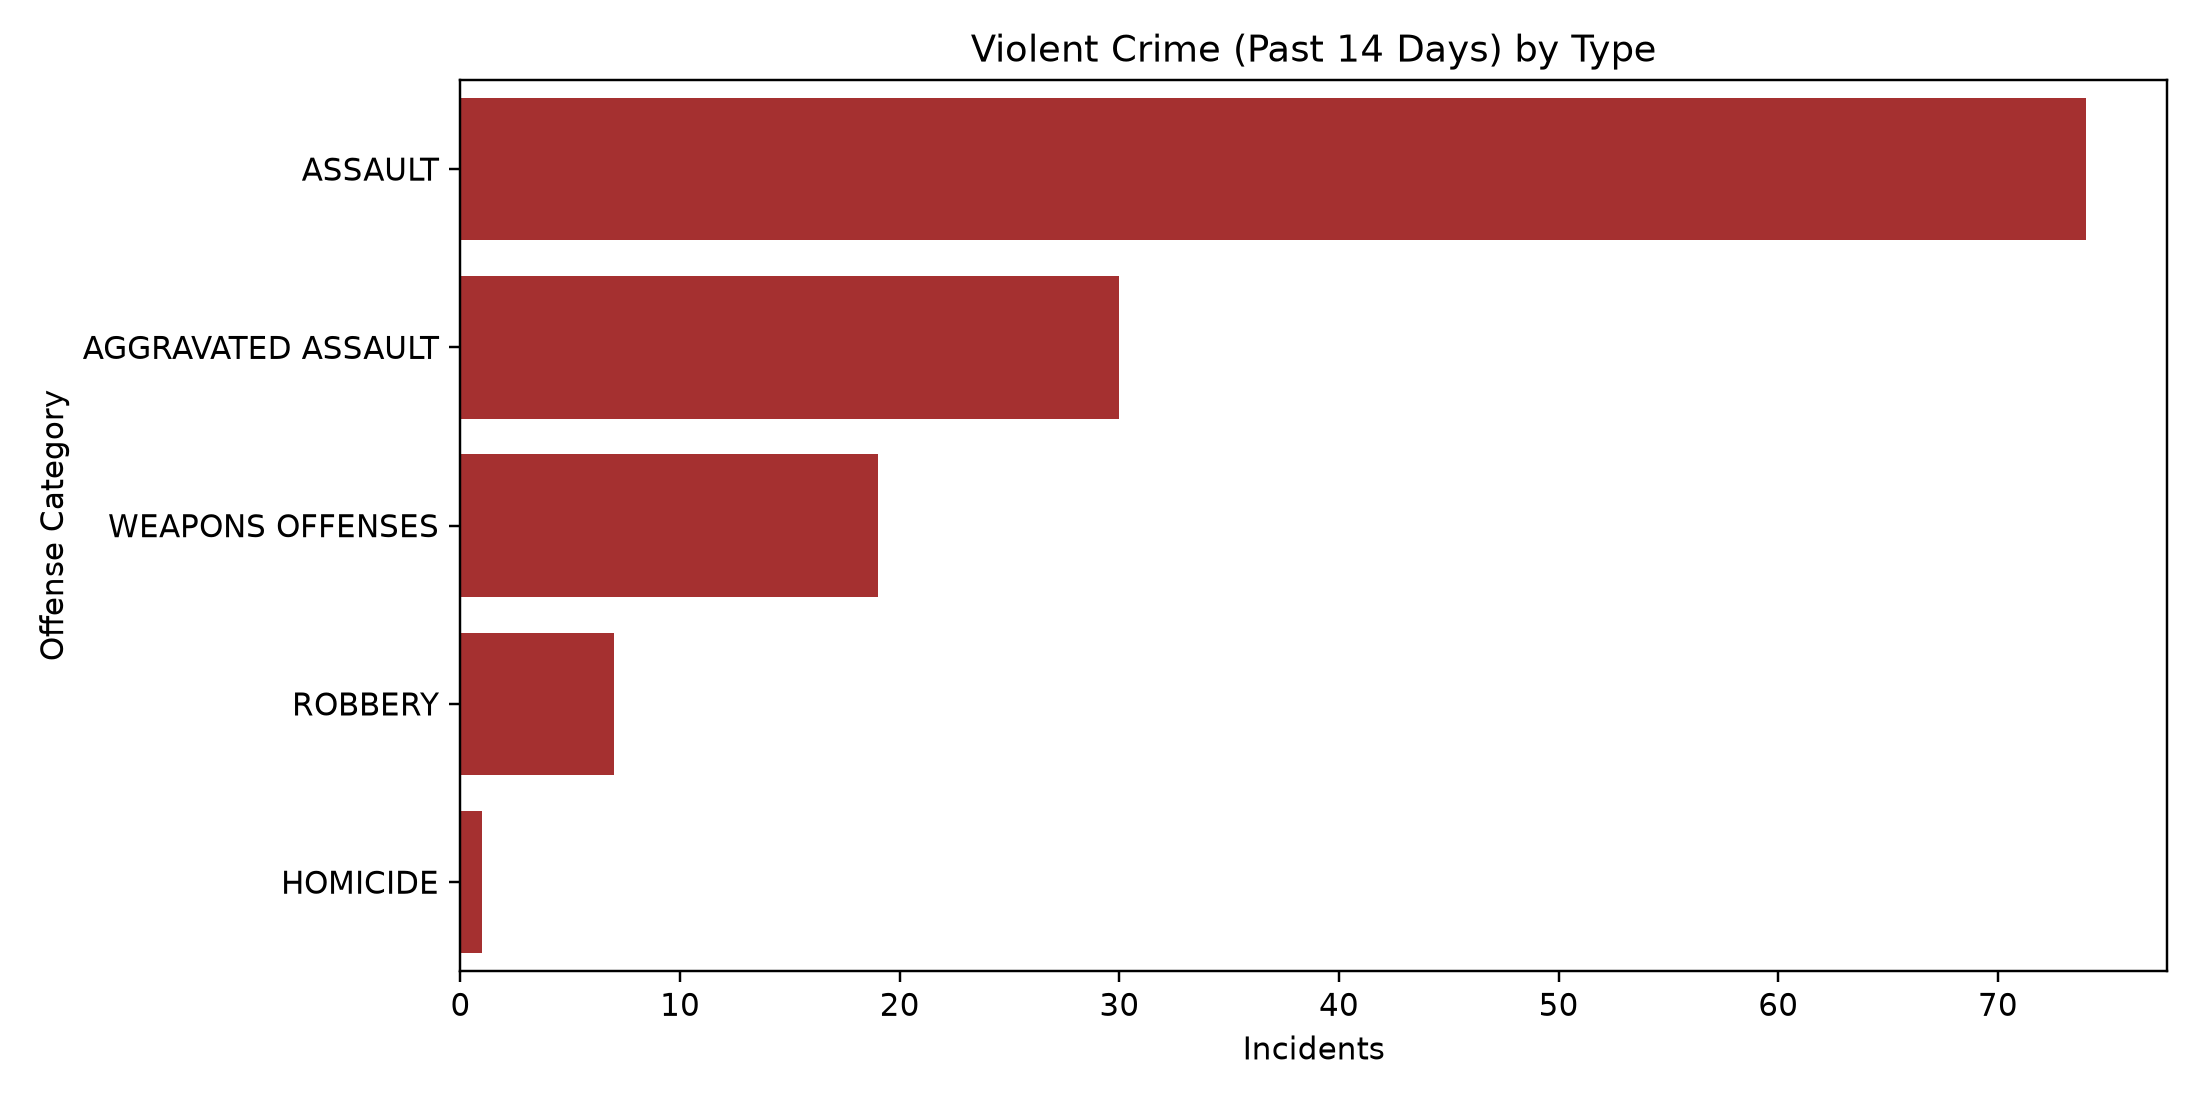 Violent Crime (Past 14 Days) by Type
Offense Category
ASSAULT
AGGRAVATED ASSAULT
WEAPONS OFFENSES
ROBBERY
HOMICIDE
0 10 20 30 40 50 60 70
Incidents